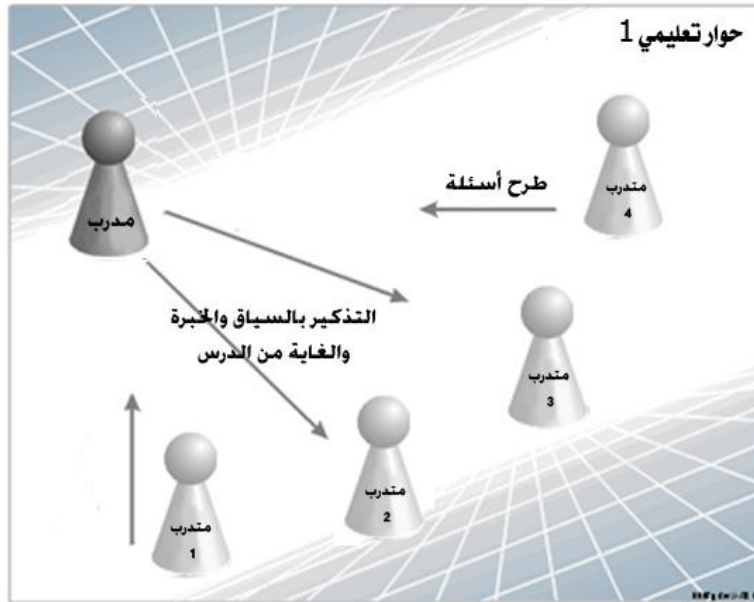 حوار تعليمي 1
مدرب
طرح أسئلة
متدرب
4
التذكير بالسياق والخبرة
والغاية من الدرس
متدرب
3
متدرب
2
متدرب
1